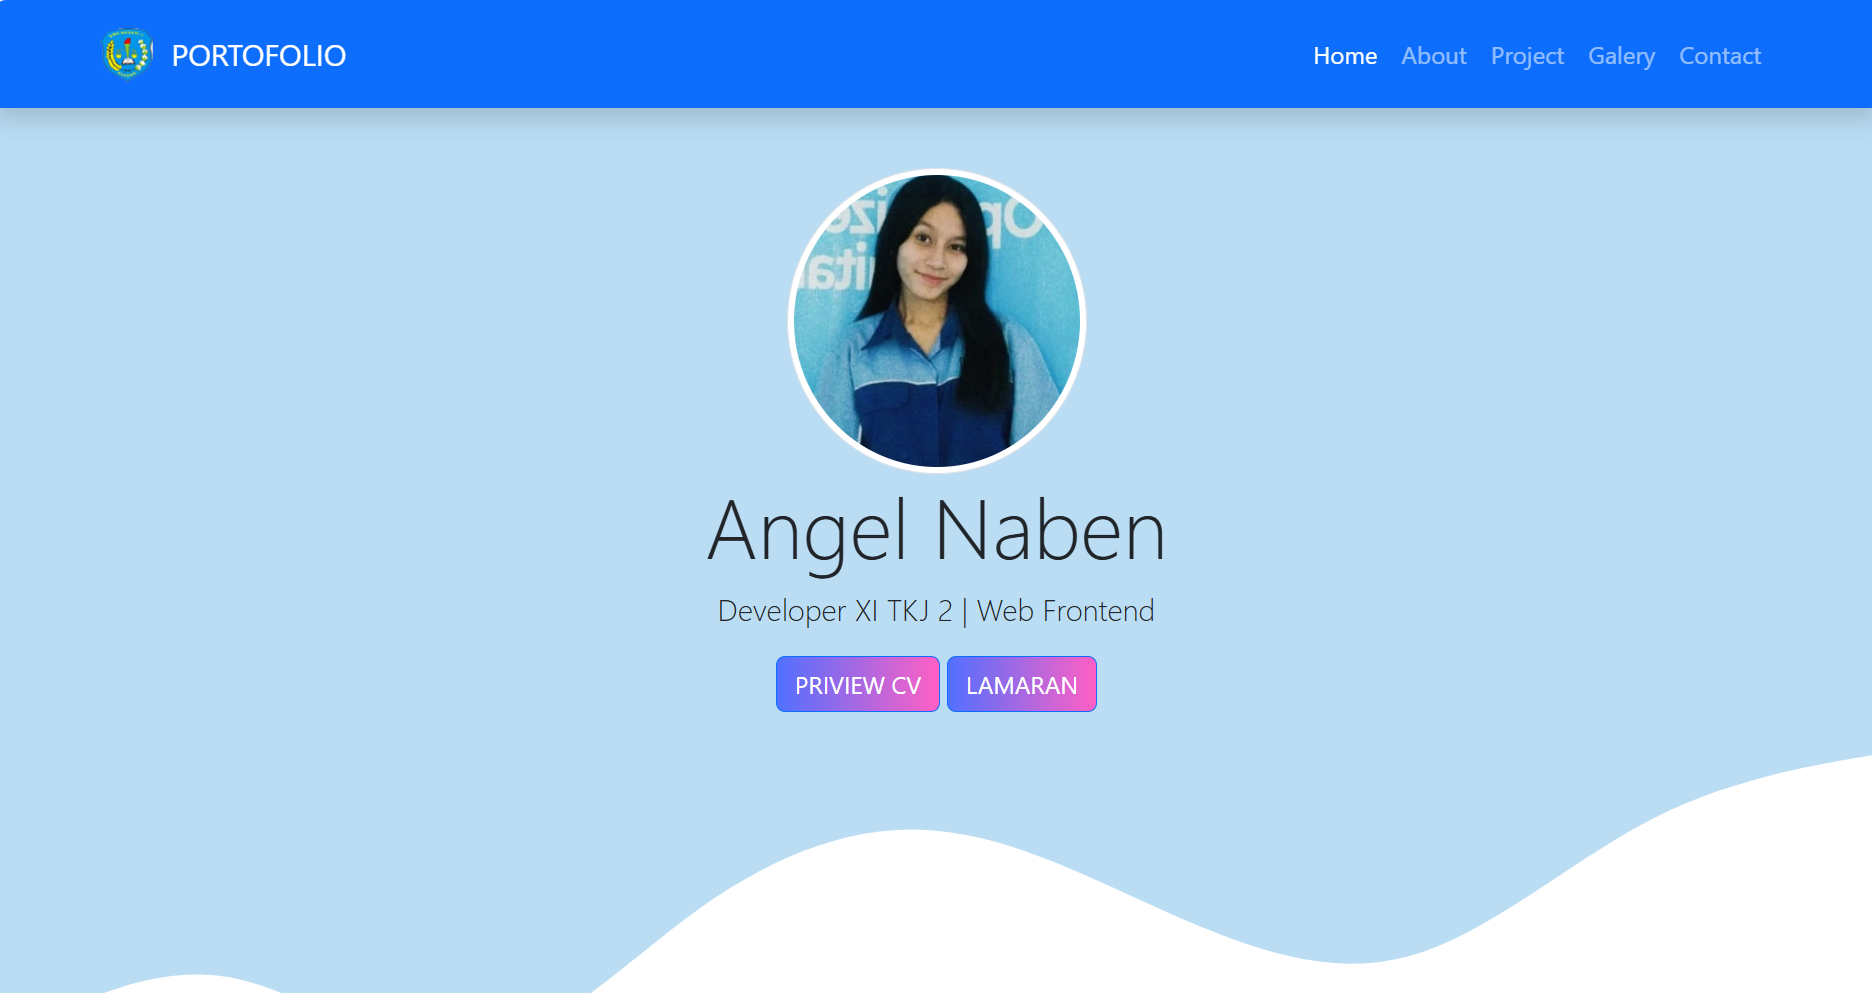 PORTOFOLIO
Home About Project Galery Contact
Angel Naben
Developer XI TKJ 2 | Web Frontend
PRIVIEW CV
LAMARAN